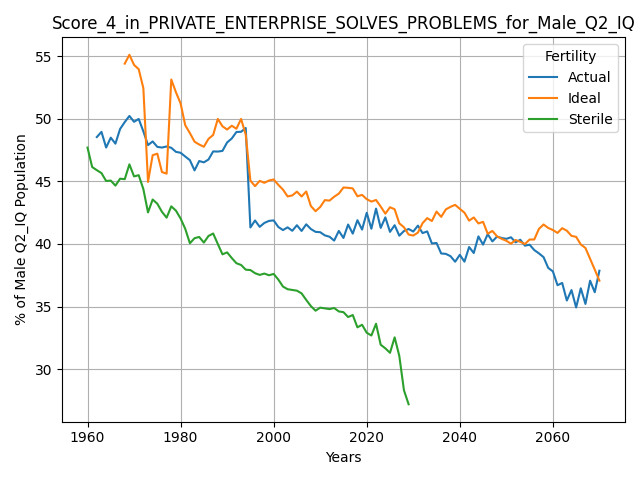 Score_4_in_PRIVATE_ENTERPRISE_SOLVES_PROBLEMS_for_Male_Q2_IQ
Fertility
Actual
Ideal
Sterile
% of Male Q2_IQ Population
55
50
45
40
35
30
1960
1980
2000
2020
2040
2060
Years